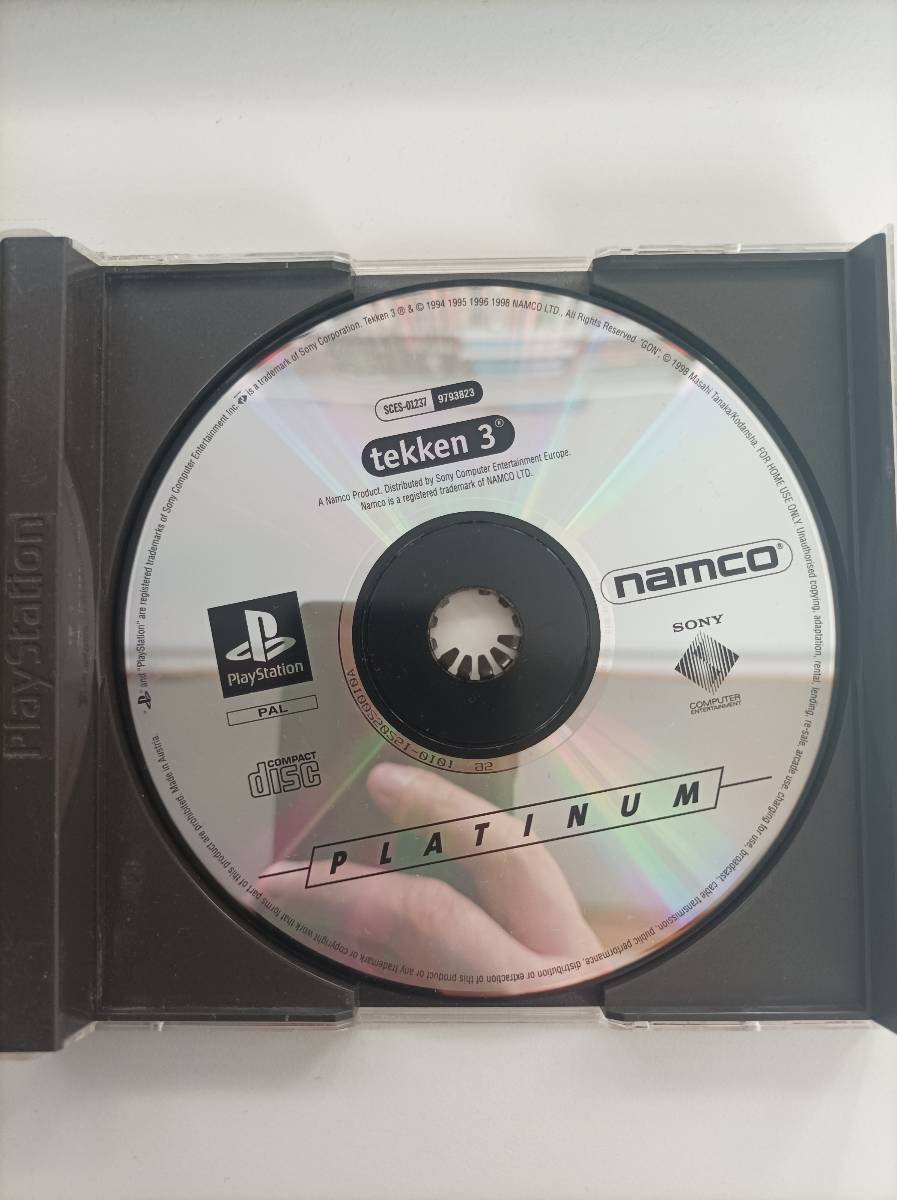 PlayStation
" and "PlayStation" are registered trademarks of Sony Computer Entertainment Inc. is a trademark of Sony Corporation. Tekken 3 ® & © 1994 1995 1996 1998 NAMCO LTD., All Rights Reserved. "GON", © 1998 Masahi Tanaka/Kodansha. FOR HOME USE ONLY. Unauthorised copying, adaptation, rental, lending, re-sale, arcade use, charging for use, broadcast, cable transmission, public performance, distribution or extraction of this product or any trademark or copyright work that forms part of this product are prohibited. Made in Austria
SCES-01237 9793823
tekken 3®
A Namco Product. Distributed by Sony Computer Entertainment Europe.
Namco is a registered trademark of NAMCO LTD.
namco®
PlayStation
PAL
SONY
COMPUTER
ENTERTAINMENT
COMPACT
disc
PLATINUM